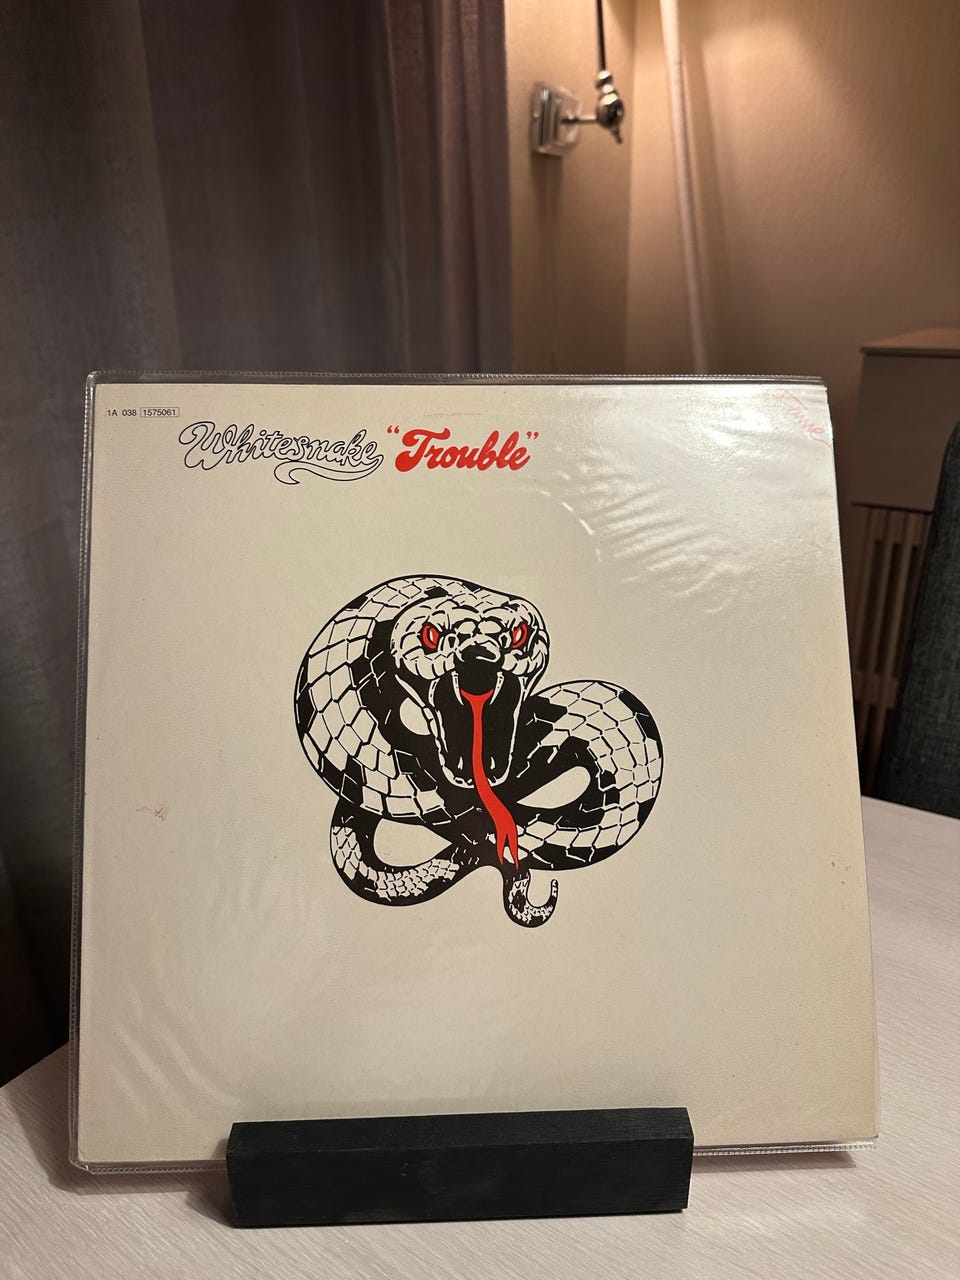 1A 038 1575061
Whitesnake “Trouble”